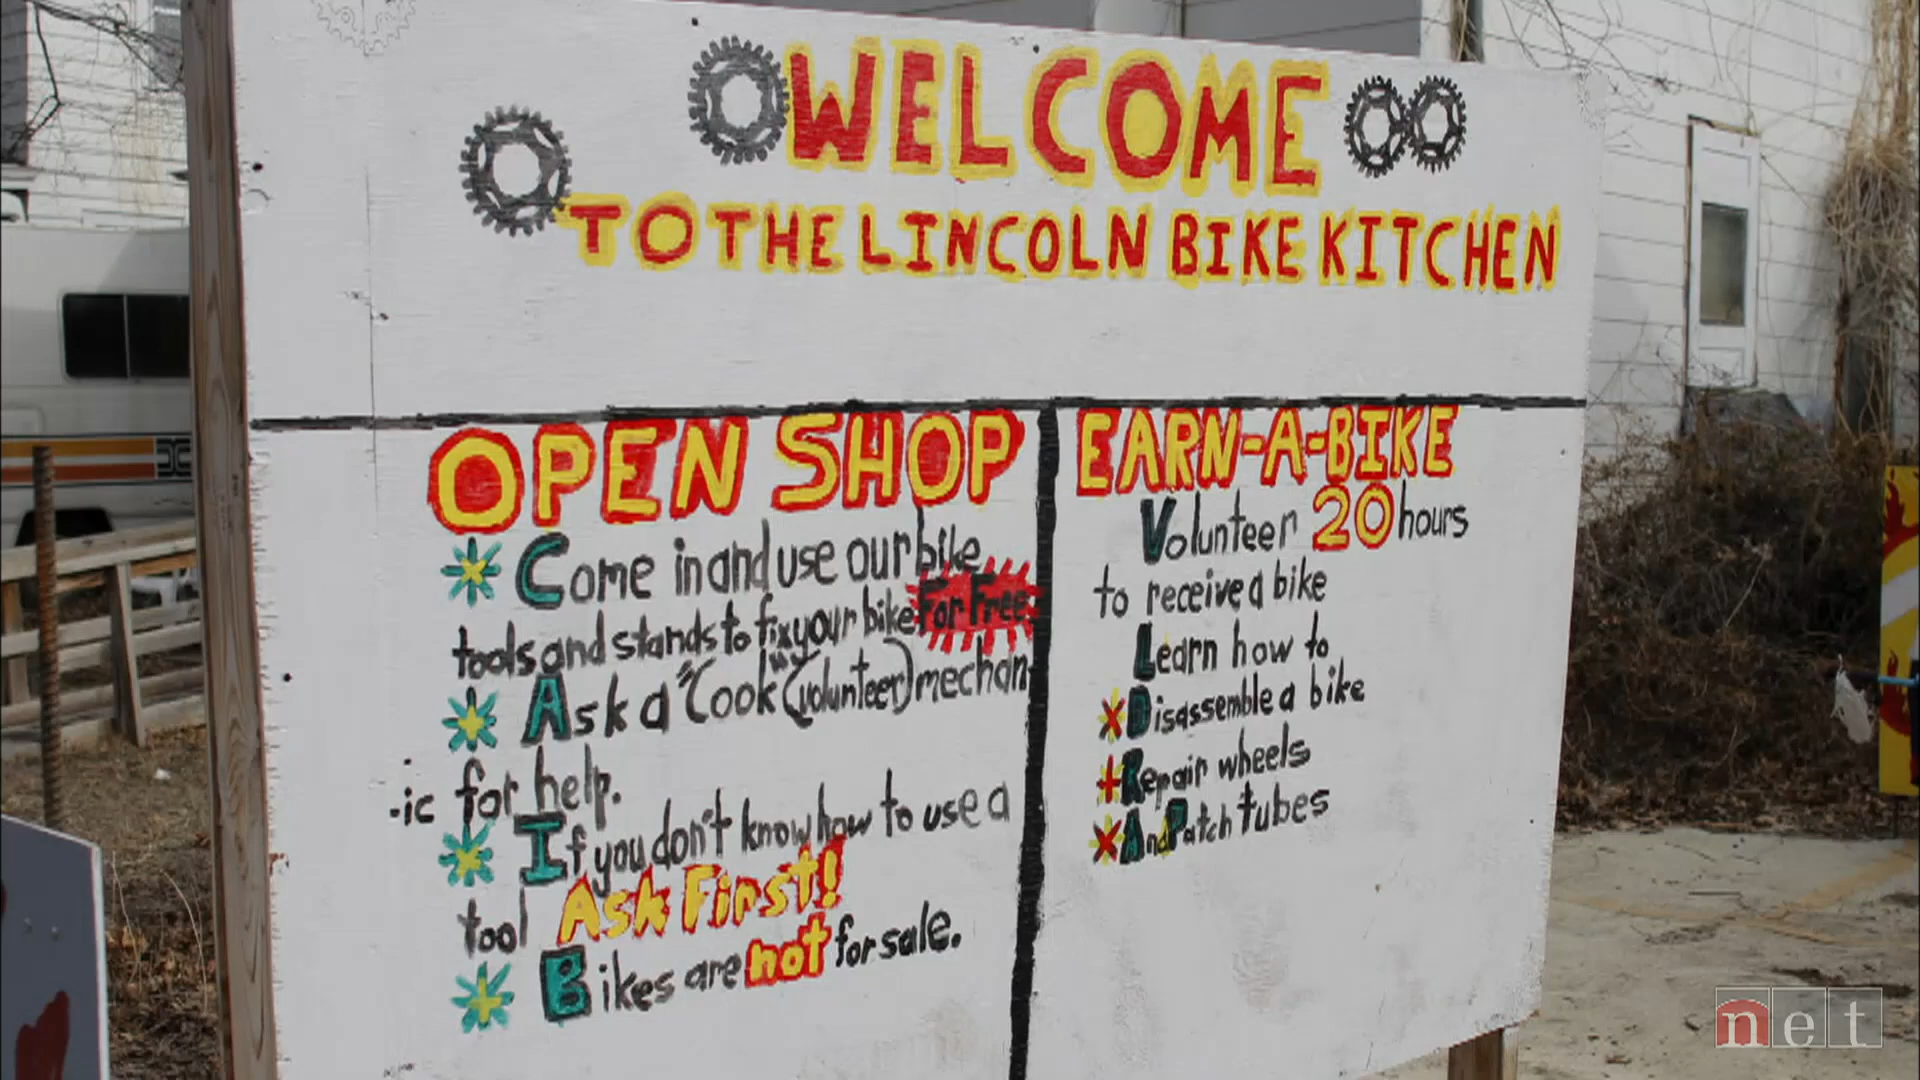 WELCOME
TO THE LINCOLN BIKE KITCHEN
OPEN SHOP
Come in and use our bike
tools and stands to fix your bike For Free.
Ask a "Cook" (volunteer) mechan
-ic for help.
If you don't know how to use a
tool Ask First!
Bikes are not for sale.
EARN-A-BIKE
Volunteer 20 hours
to receive a bike
Learn how to
Disassemble a bike
Repair wheels
And Patch tubes
net